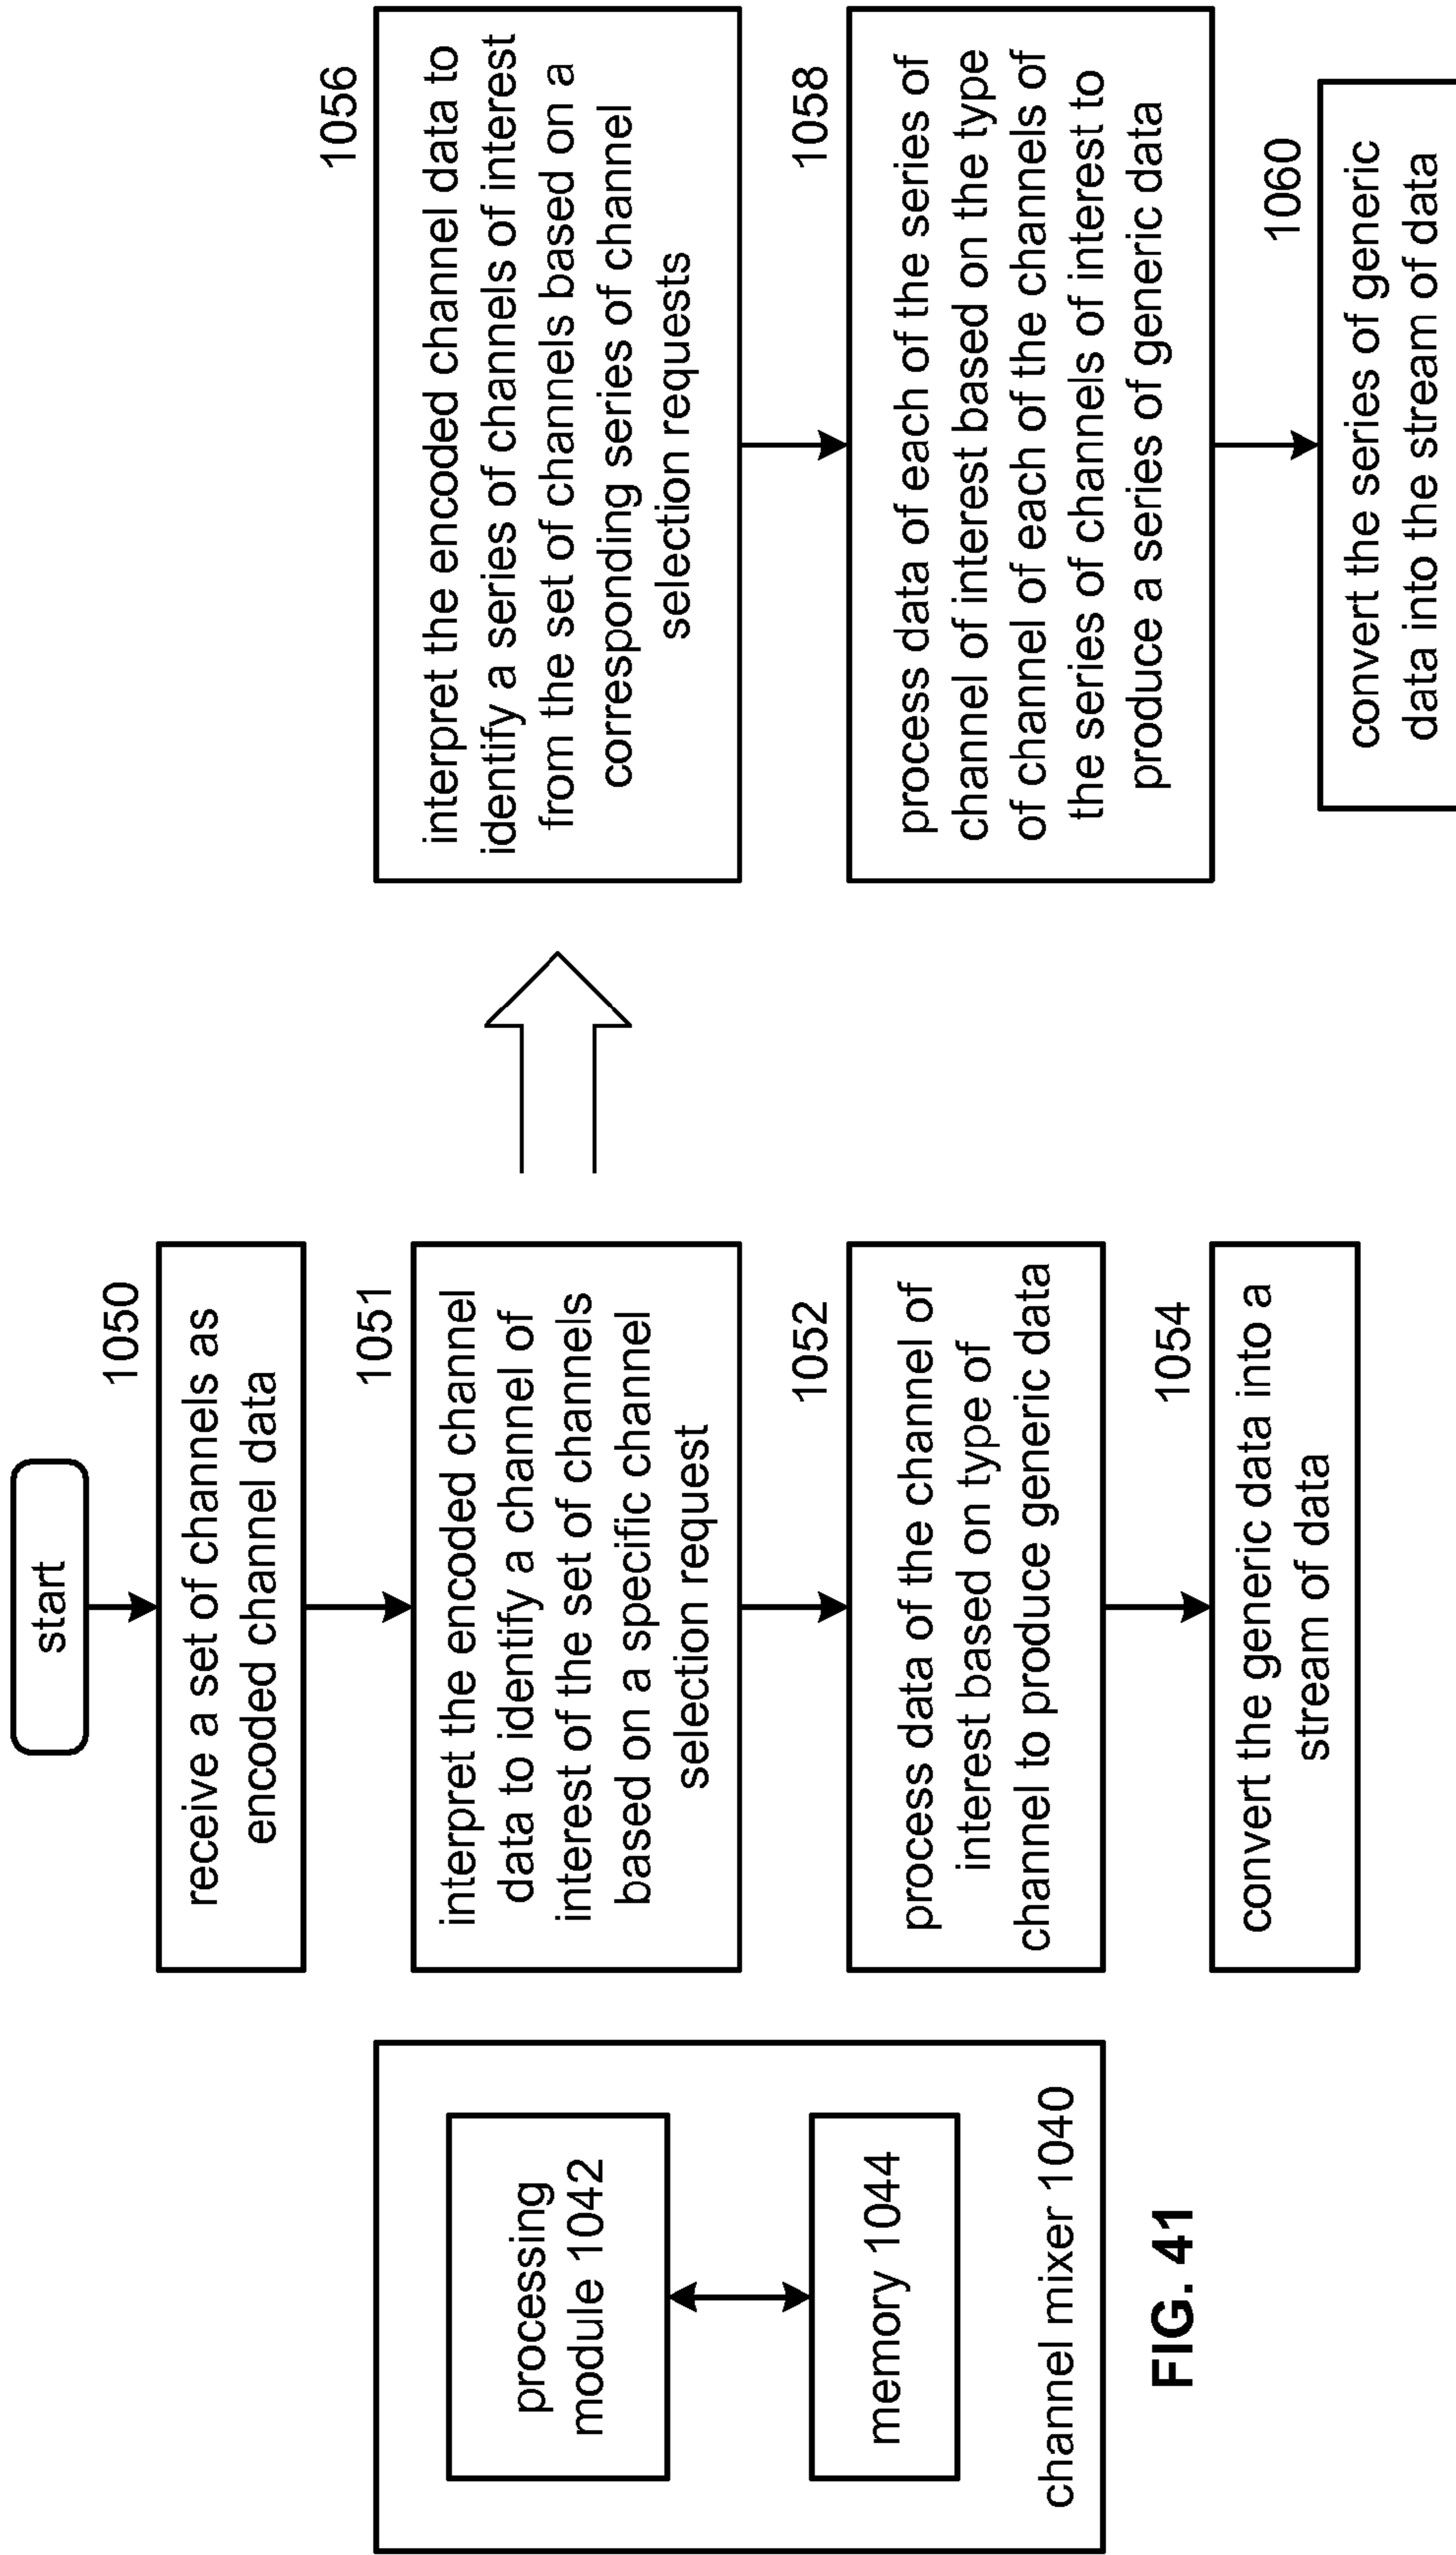 start
1050
receive a set of channels as
encoded channel data
1051
interpret the encoded channel
data to identify a channel of
interest of the set of channels
based on a specific channel
selection request
1052
process data of the channel of
interest based on type of
channel to produce generic data
1054
convert the generic data into a
stream of data
1056
interpret the encoded channel data to
identify a series of channels of interest
from the set of channels based on a
corresponding series of channel
selection requests
1058
process data of each of the series of
channel of interest based on the type
of channel of each of the channels of
the series of channels of interest to
produce a series of generic data
1060
convert the series of generic
data into the stream of data
processing
module 1042
memory 1044
channel mixer 1040
FIG. 41